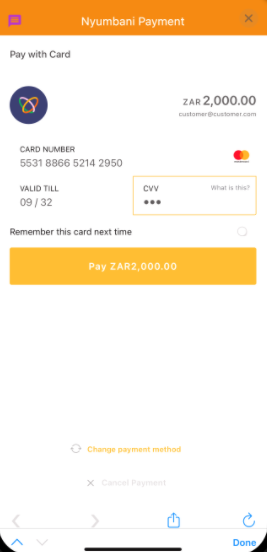 Nyumbani Payment
Pay with Card
ZAR 2,000.00
customer@customer.com
CARD NUMBER
5531 8866 5214 2950
VALID TILL
09 / 32
CVV
What is this?
•••
Remember this card next time
Pay ZAR2,000.00
Change payment method
Cancel Payment
Done